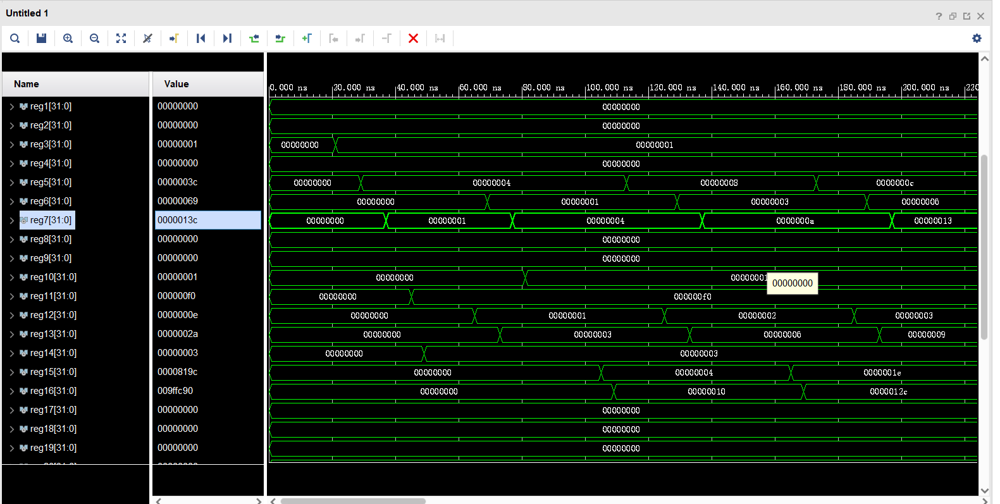 Untitled 1
Name Value
0.000 ns 20.000 ns 40.000 ns 60.000 ns 80.000 ns 100.000 ns 120.000 ns 140.000 ns 160.000 ns 180.000 ns 200.000 ns 220
reg1[31:0] 00000000 00000000
reg2[31:0] 00000000 00000000
reg3[31:0] 00000001 00000000 00000001
reg4[31:0] 00000000 00000000
reg5[31:0] 0000003c 00000000 00000004 00000008 0000000c
reg6[31:0] 00000069 00000000 00000001 00000003 00000006
reg7[31:0] 0000013c 00000000 00000001 00000004 0000000a 00000013
reg8[31:0] 00000000 00000000
reg9[31:0] 00000000 00000000
reg10[31:0] 00000001 00000000 00000001
00000000
reg11[31:0] 000000f0 00000000 000000f0
reg12[31:0] 0000000e 00000000 00000001 00000002 00000003
reg13[31:0] 0000002a 00000000 00000003 00000006 00000009
reg14[31:0] 00000003 00000000 00000003
reg15[31:0] 0000819c 00000000 00000004 0000001e
reg16[31:0] 009ffc90 00000000 00000010 0000012c
reg17[31:0] 00000000 00000000
reg18[31:0] 00000000 00000000
reg19[31:0] 00000000 00000000